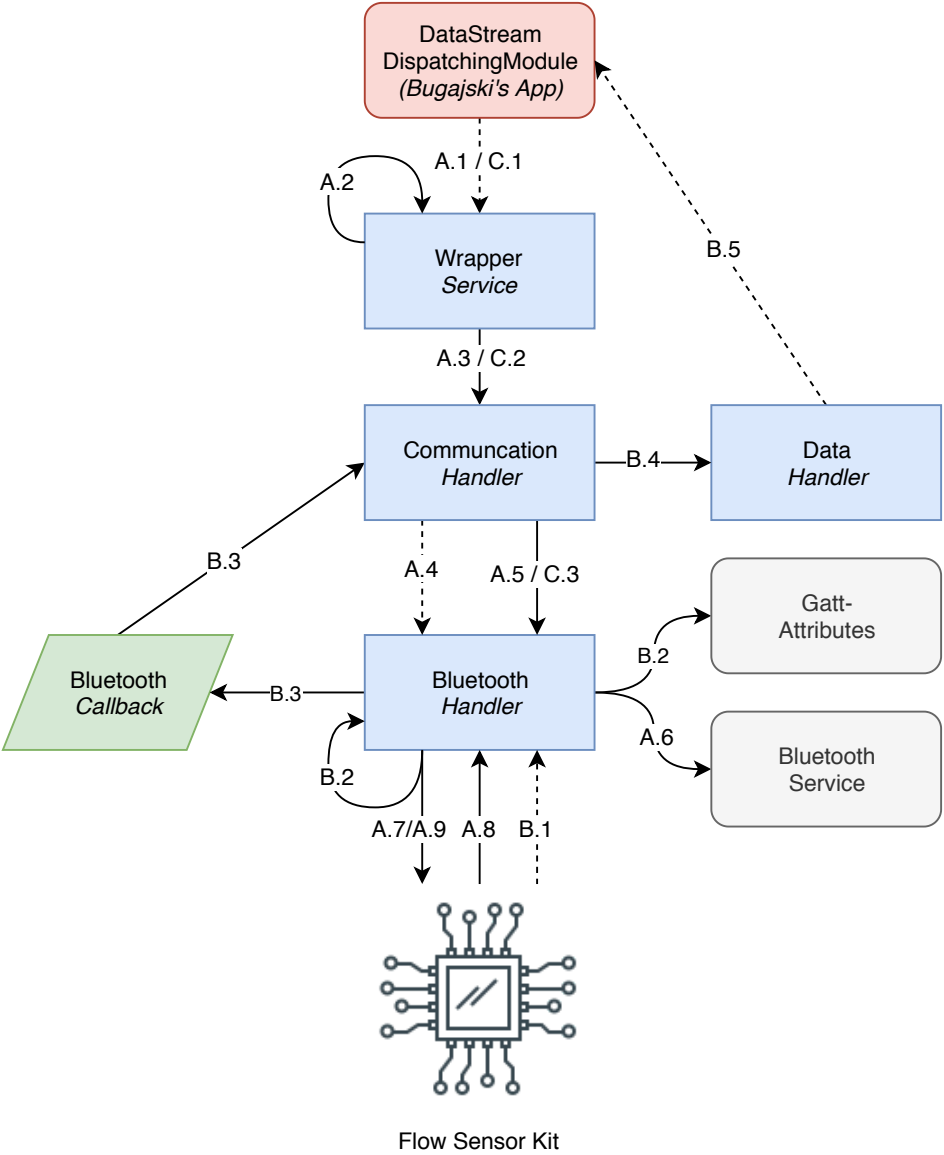 DataStream
DispatchingModule
(Bugajski's App)
A.1 / C.1
A.2
B.5
Wrapper
Service
A.3 / C.2
Communcation
Handler
B.4
Data
Handler
B.3
A.4
A.5 / C.3
Gatt-
Attributes
B.2
Bluetooth
Callback
B.3
Bluetooth
Handler
A.6
Bluetooth
Service
B.2
A.7/A.9
A.8
B.1
Flow Sensor Kit